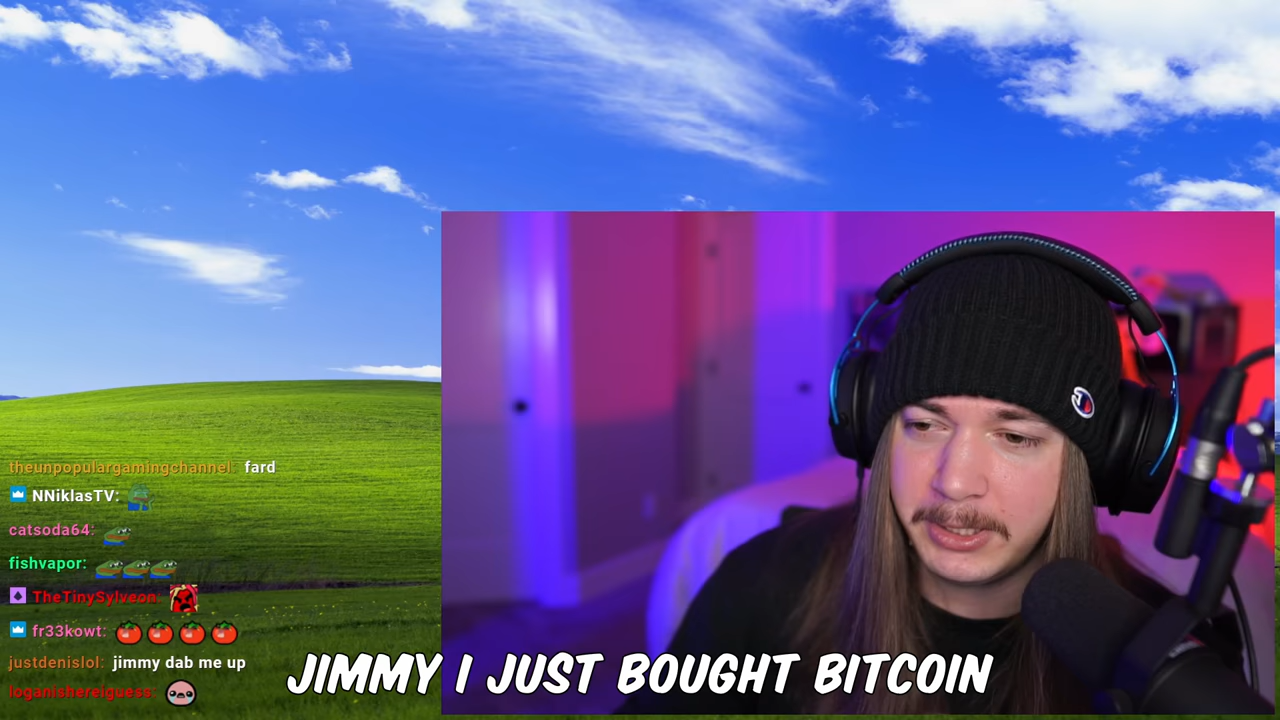 theunpopulargamingchannel: fard
NNiklasTV:
catsoda64:
fishvapor:
TheTinySylveon:
fr33kowt:
justdenislol: jimmy dab me up
loganishereiguess:
JIMMY I JUST BOUGHT BITCOIN